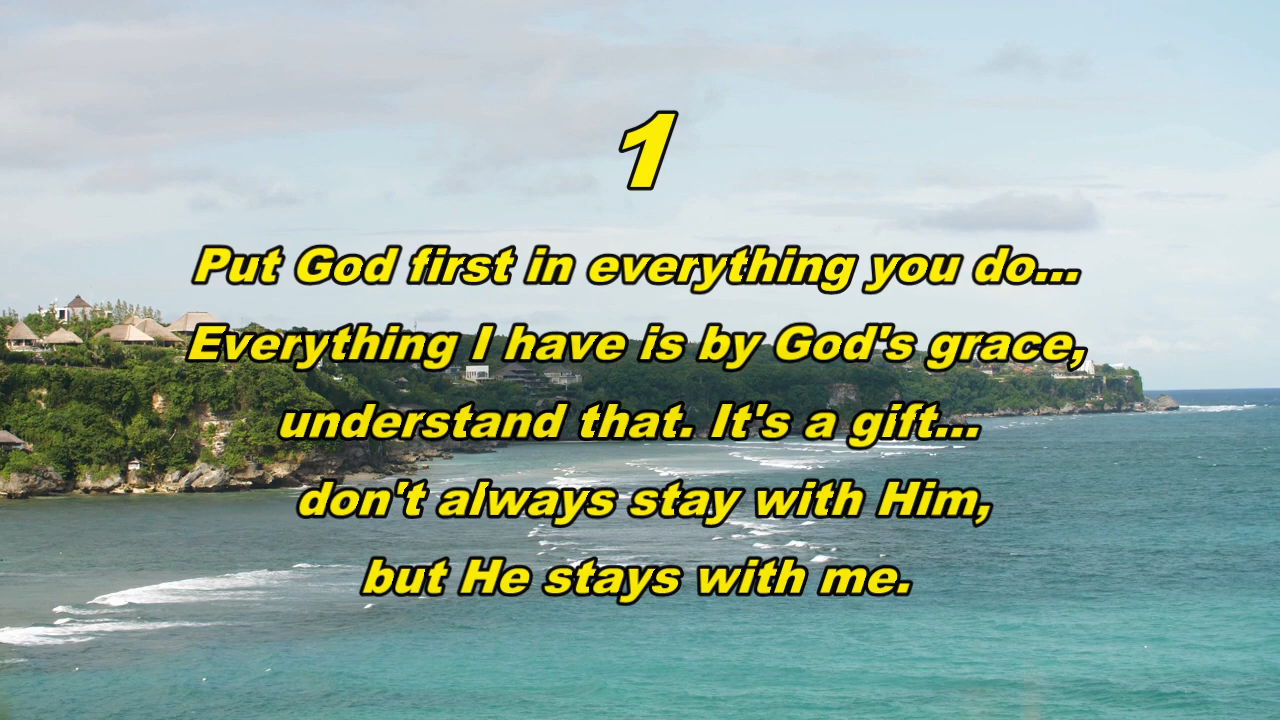 1
Put God first in everything you do...
Everything I have is by God's grace,
understand that. It's a gift...
don't always stay with Him,
but He stays with me.